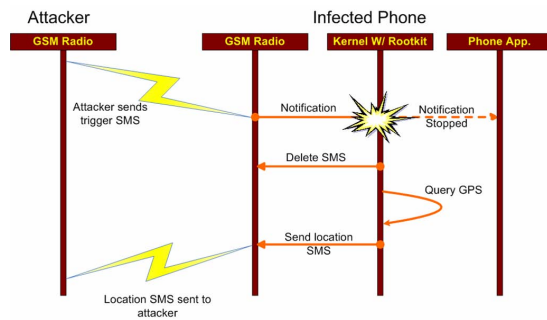 Attacker
Infected Phone
GSM Radio
GSM Radio
Kernel W/ Rootkit
Phone App.
Attacker sends
trigger SMS
Notification
Notification
Stopped
Delete SMS
Query GPS
Send location
SMS
Location SMS sent to
attacker